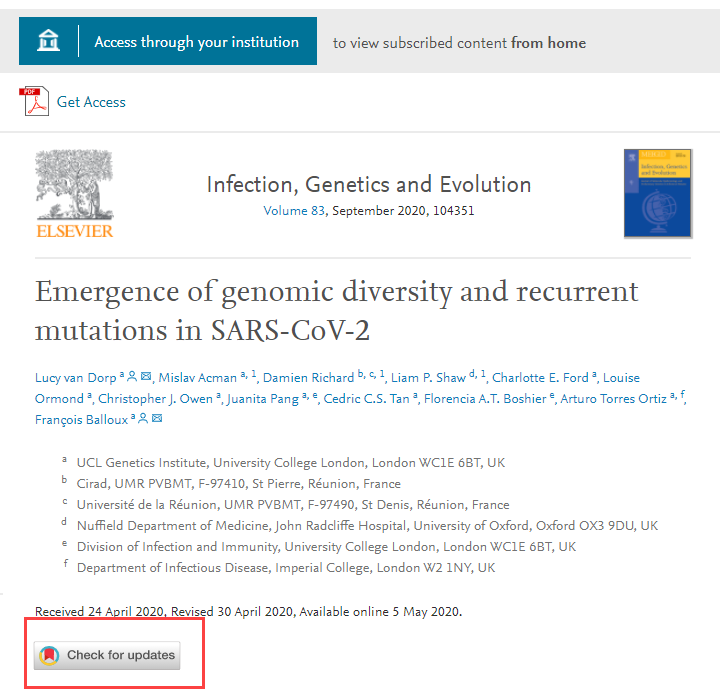 Access through your institution to view subscribed content from home
PDF
Get Access
Infection, Genetics and Evolution
Volume 83, September 2020, 104351
ELSEVIER
Infection, Genetics
and Evolution
Emergence of genomic diversity and recurrent
mutations in SARS-CoV-2
Lucy van Dorp a, Mislav Acman a, 1, Damien Richard b, c, 1, Liam P. Shaw d, 1, Charlotte E. Ford a, Louise
Ormond a, Christopher J. Owen a, Juanita Pang a, e, Cedric C.S. Tan a, Florencia A.T. Boshier e, Arturo Torres Ortiz a, f,
François Balloux a
a UCL Genetics Institute, University College London, London WC1E 6BT, UK
b Cirad, UMR PVBMT, F-97410, St Pierre, Réunion, France
c Université de la Réunion, UMR PVBMT, F-97490, St Denis, Réunion, France
d Nuffield Department of Medicine, John Radcliffe Hospital, University of Oxford, Oxford OX3 9DU, UK
e Division of Infection and Immunity, University College London, London WC1E 6BT, UK
f Department of Infectious Disease, Imperial College, London W2 1NY, UK
Received 24 April 2020, Revised 30 April 2020, Available online 5 May 2020.
Check for updates